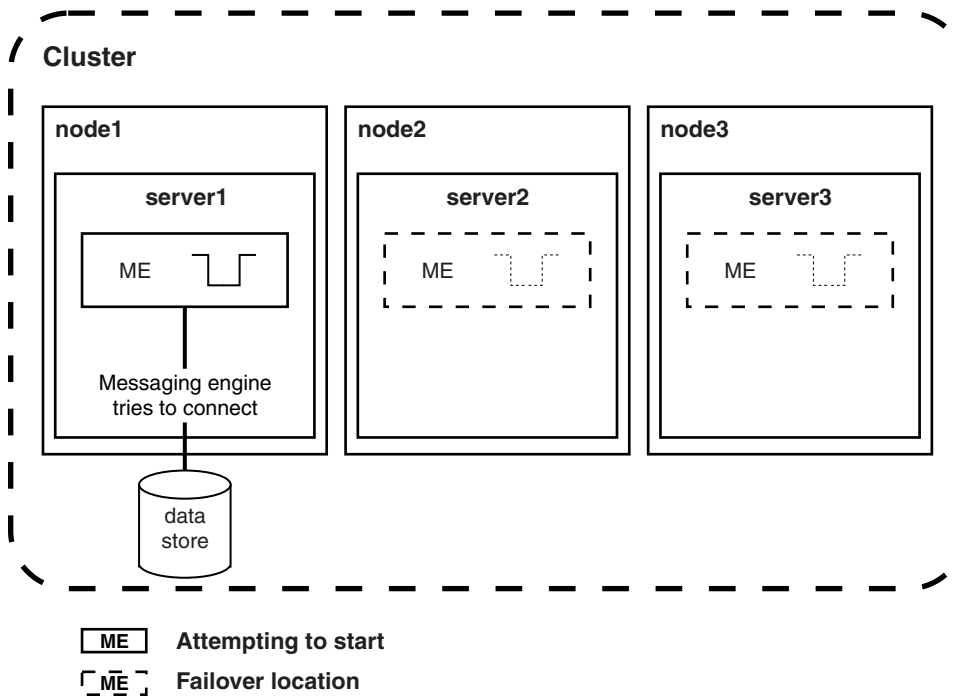 Cluster
node1
node2
node3
server1
server2
server3
ME
ME
ME
Messaging engine
tries to connect
data
store
ME Attempting to start
ME Failover location